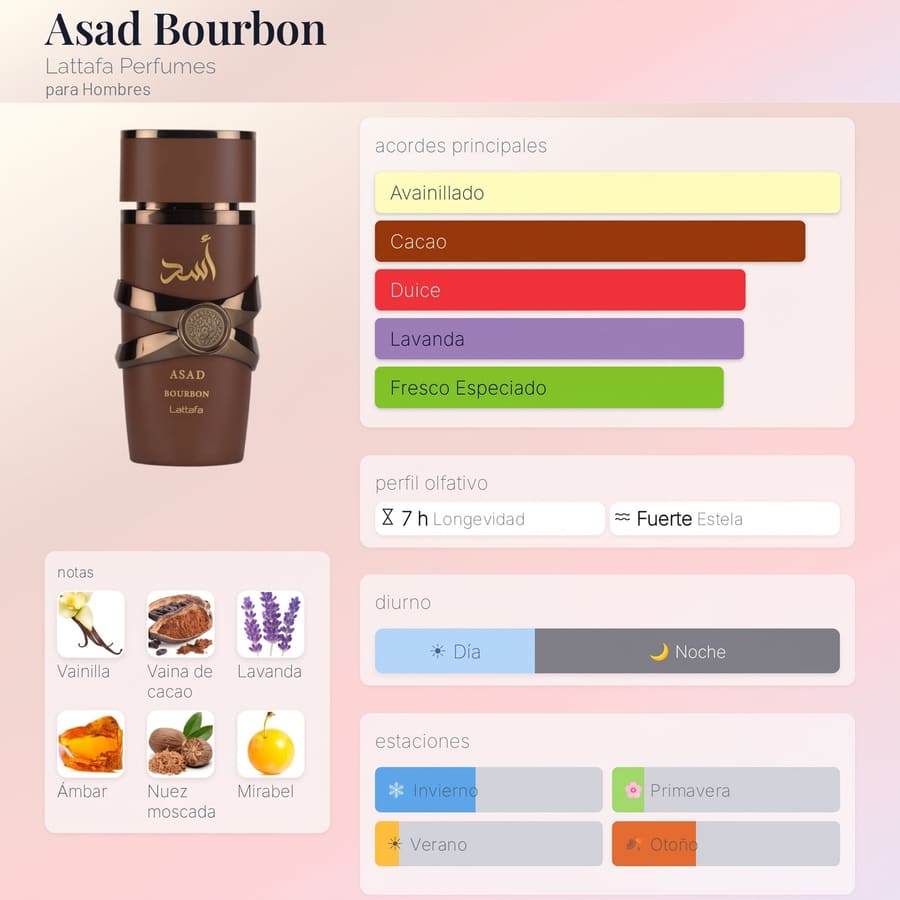 Asad Bourbon
Lattafa Perfumes
para Hombres
أسد
ASAD
BOURBON
Lattafa
acordes principales
Avainillado
Cacao
Duice
Lavanda
Fresco Especiado
perfil olfativo
7 h Longevidad
Fuerte Estela
notas
Vainilla
Vaina de
cacao
Lavanda
Ámbar
Nuez
moscada
Mirabel
diurno
Día
Noche
estaciones
Invierno
Primavera
Verano
Otoño